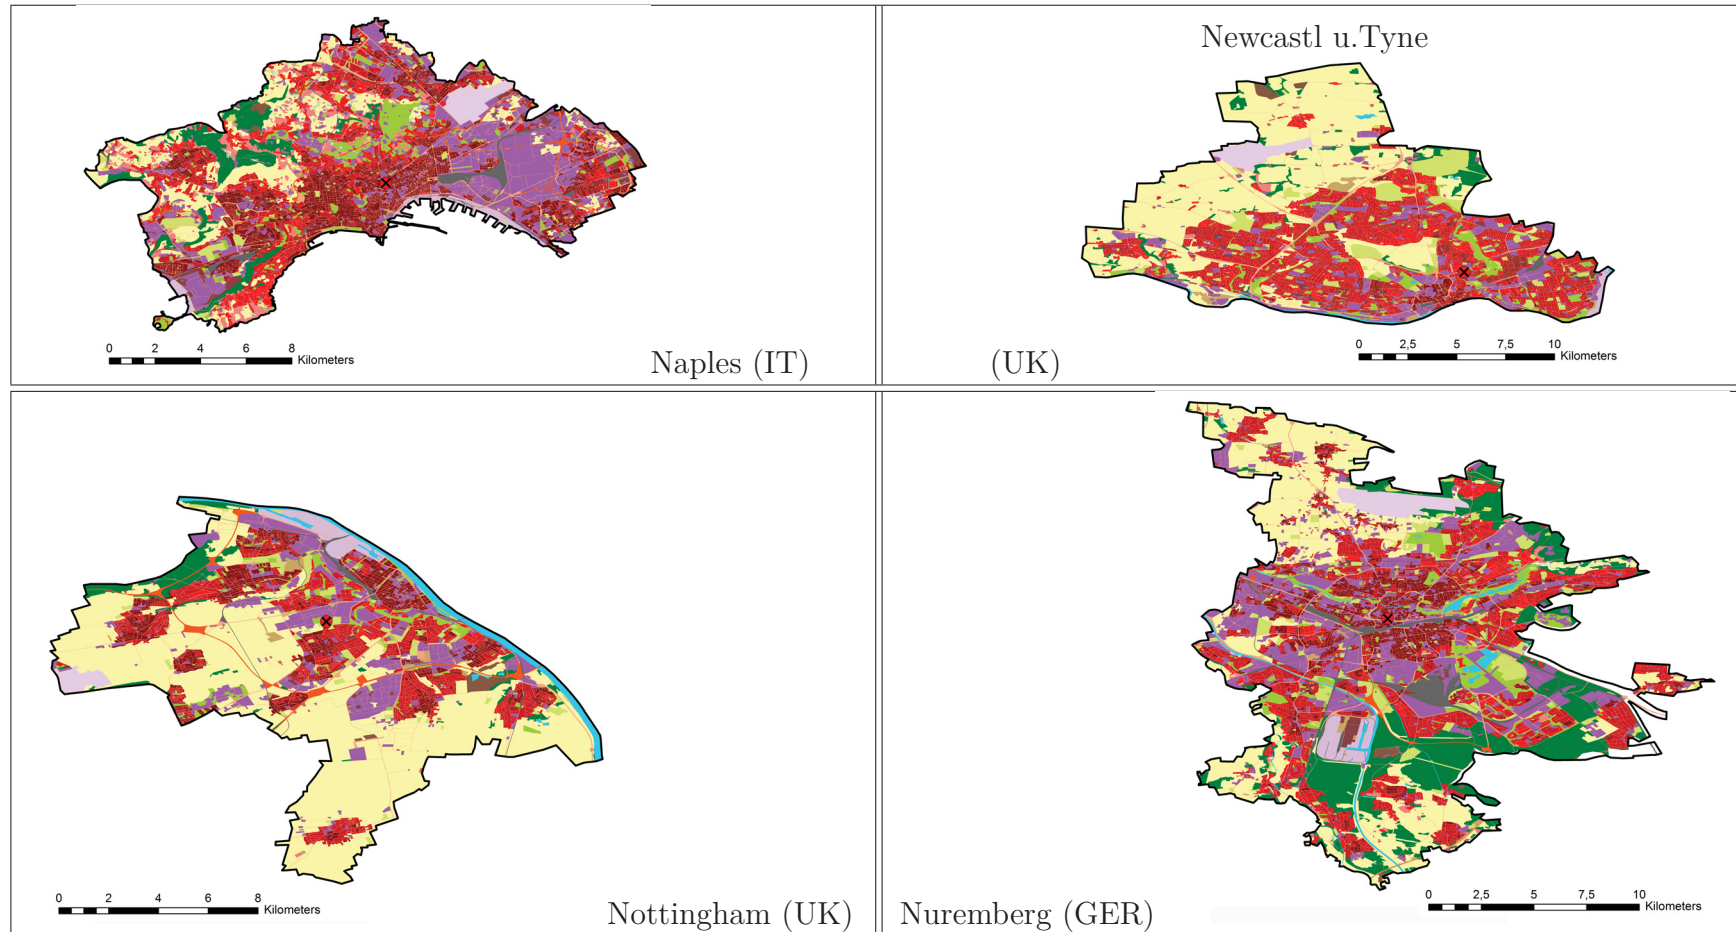 Newcastl u.Tyne
0 2 4 6 8 Kilometers
Naples (IT)
(UK)
0 2,5 5 7,5 10
Kilometers
0 2 4 6 8
Kilometers
Nottingham (UK)
Nuremberg (GER)
0 2,5 5 7,5 10
Kilometers